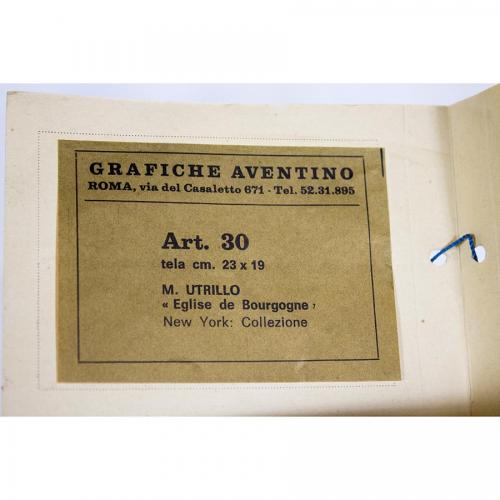 GRAFICHE AVENTINO
ROMA, via del Casaletto 671 - Tel. 52.31.895
Art. 30
tela cm. 23 x 19
M. UTRILLO
« Eglise de Bourgogne »
New York: Collezione